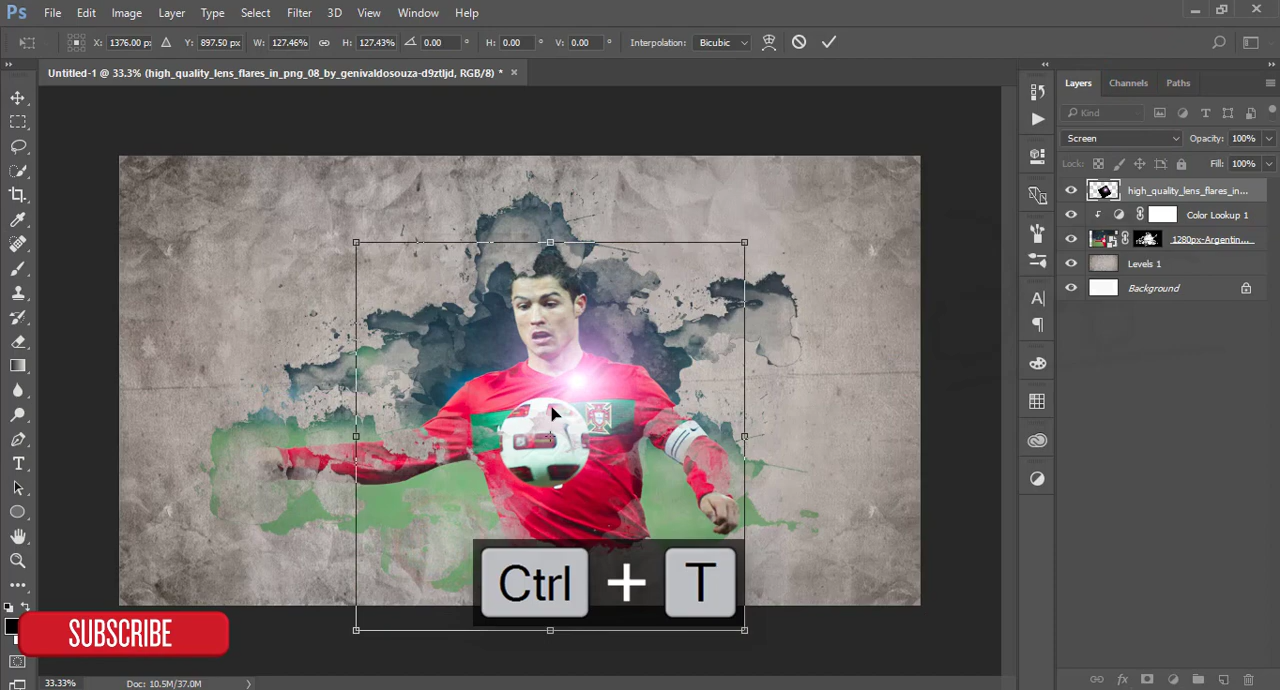 Ps File Edit Image Layer Type Select Filter 3D View Window Help
X: 1376.00 px Y: 897.50 px W: 127.46% H: 127.43% 0.00 ° H: 0.00 ° V: 0.00 ° Interpolation: Bicubic
Untitled-1 @ 33.3% (high_quality_lens_flares_in_png_08_by_genivaldosouza-d9ztljd, RGB/8) * ×
Layers Channels Paths
Kind
Screen Opacity: 100%
Lock: Fill: 100%
high_quality_lens_flares_in...
Color Lookup 1
1280px-Argentin...
Levels 1
Background
Ctrl + T
SUBSCRIBE
33.33% Doc: 10.5M/37.0M